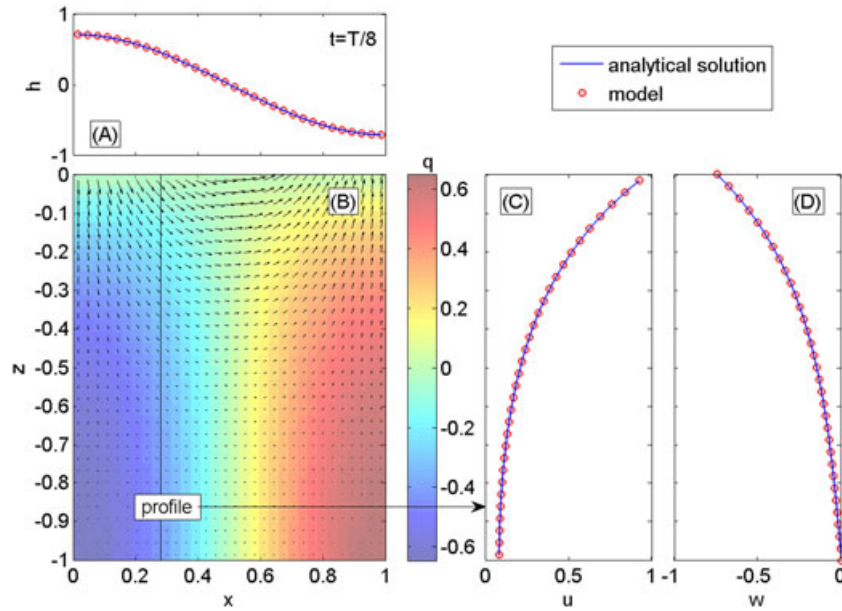 1
t=T/8
h
0
(A)
-1
analytical solution
model
q
0
-0.1
-0.2
-0.3
-0.4
-0.5
-0.6
-0.7
-0.8
-0.9
-1
z
(B)
profile
0 0.2 0.4 0.6 0.8 1
x
0.6
0.4
0.2
0
-0.2
-0.4
-0.6
(C)
0 0.5 1
u
(D)
-1 -0.5 0
w